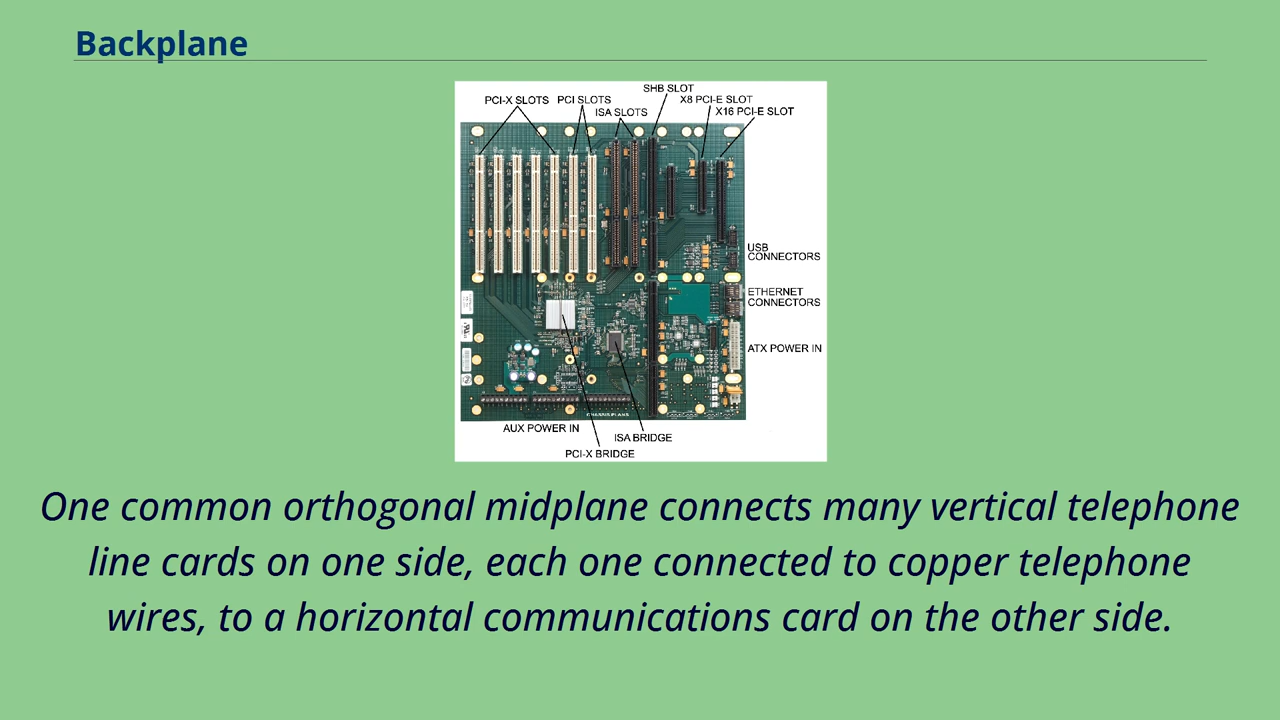 Backplane
SHB SLOT
PCI-X SLOTS
PCI SLOTS
X8 PCI-E SLOT
ISA SLOTS
X16 PCI-E SLOT
USB
CONNECTORS
ETHERNET
CONNECTORS
ATX POWER IN
CHASSIS PLANS
AUX POWER IN
ISA BRIDGE
PCI-X BRIDGE
One common orthogonal midplane connects many vertical telephone
line cards on one side, each one connected to copper telephone
wires, to a horizontal communications card on the other side.